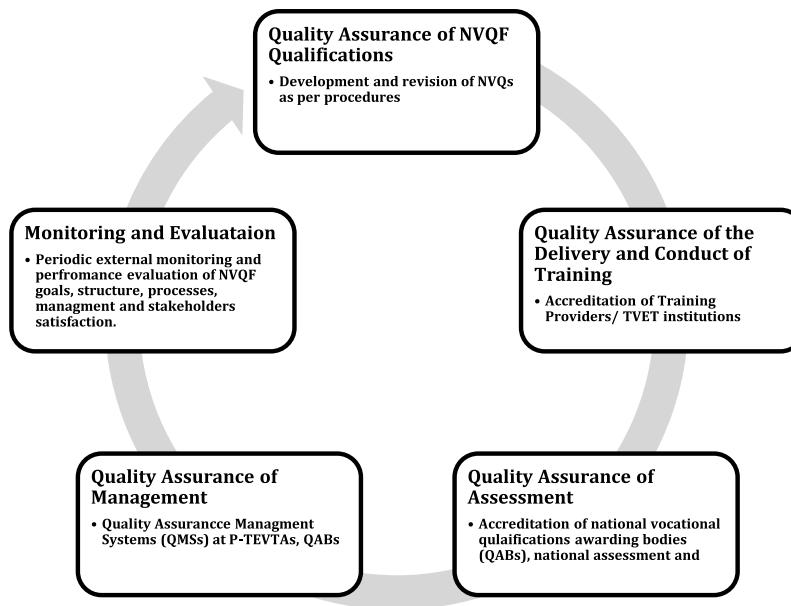 Quality Assurance of NVQF
Qualifications
• Development and revision of NVQs
as per procedures
Quality Assurance of the
Delivery and Conduct of
Training
• Accreditation of Training
Providers/ TVET institutions
Quality Assurance of
Assessment
• Accreditation of national vocational
qulaifications awarding bodies
(QABs), national assessment and
Quality Assurance of
Management
• Quality Assurancce Managment
Systems (QMSs) at P-TEVTAs, QABs
Monitoring and Evaluataion
• Periodic external monitoring and
perfromance evaluation of NVQF
goals, structure, processes,
managment and stakeholders
satisfaction.